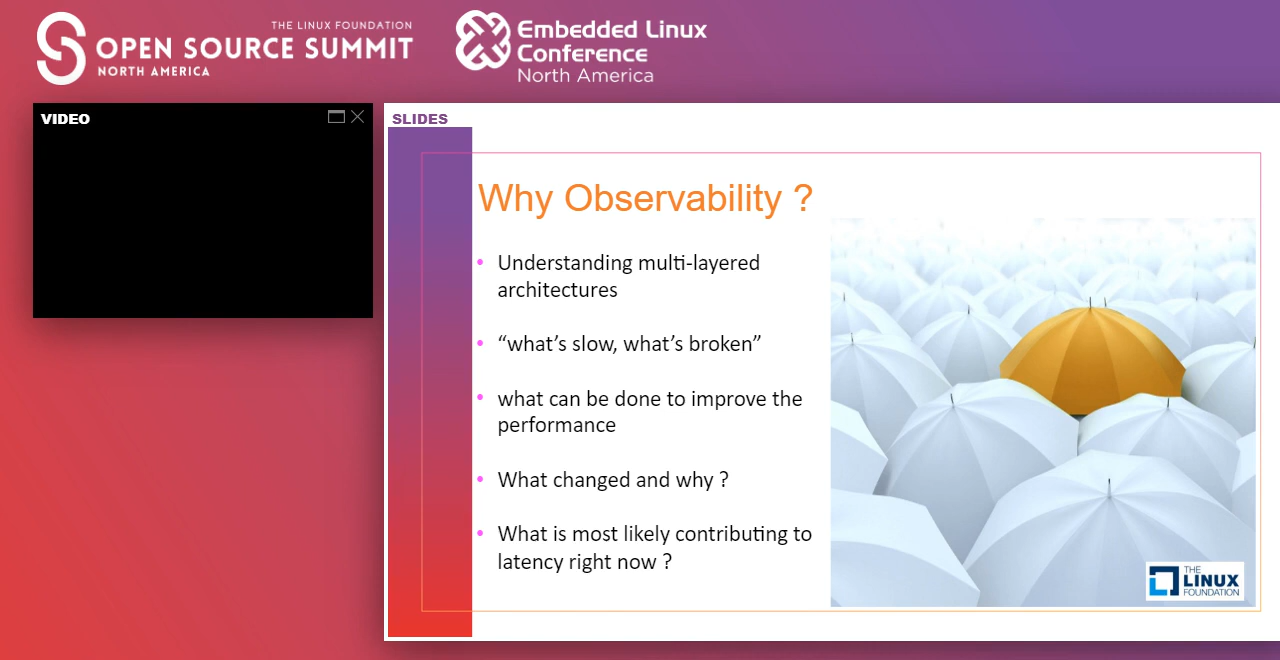 THE LINUX FOUNDATION
OPEN SOURCE SUMMIT
NORTH AMERICA
Embedded Linux
Conference
North America
VIDEO
SLIDES
Why Observability ?
• Understanding multi-layered
architectures
• “what’s slow, what’s broken”
• what can be done to improve the
performance
• What changed and why ?
• What is most likely contributing to
latency right now ?
THE
LINUX
FOUNDATION